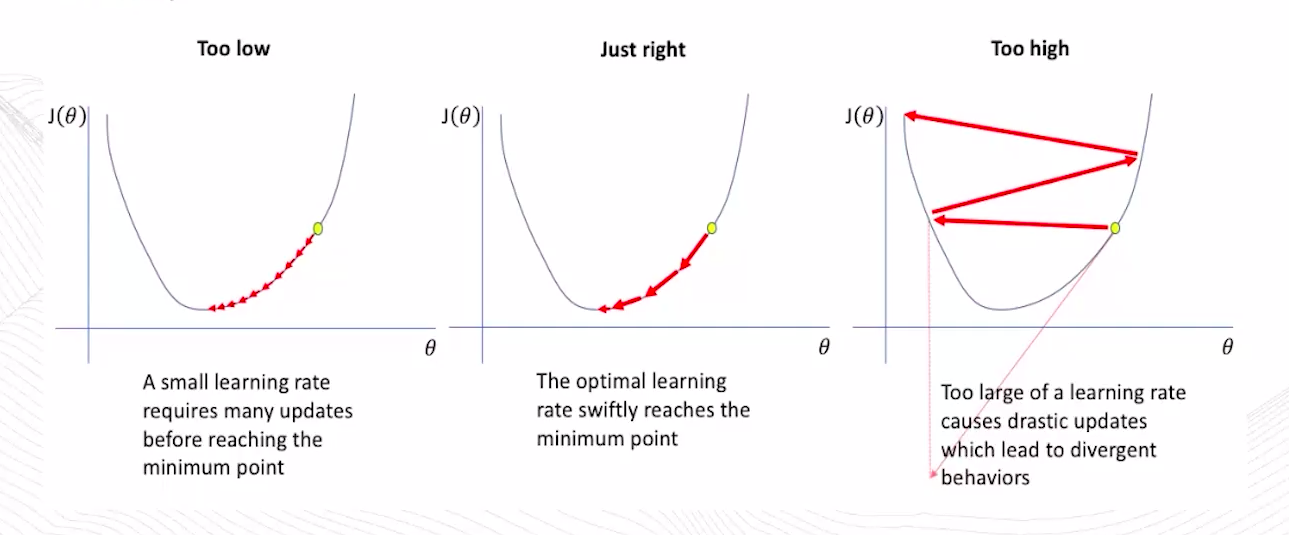 Too low
J(θ)
θ
A small learning rate
requires many updates
before reaching the
minimum point
Just right
J(θ)
θ
The optimal learning
rate swiftly reaches the
minimum point
Too high
J(θ)
θ
Too large of a learning rate
causes drastic updates
which lead to divergent
behaviors